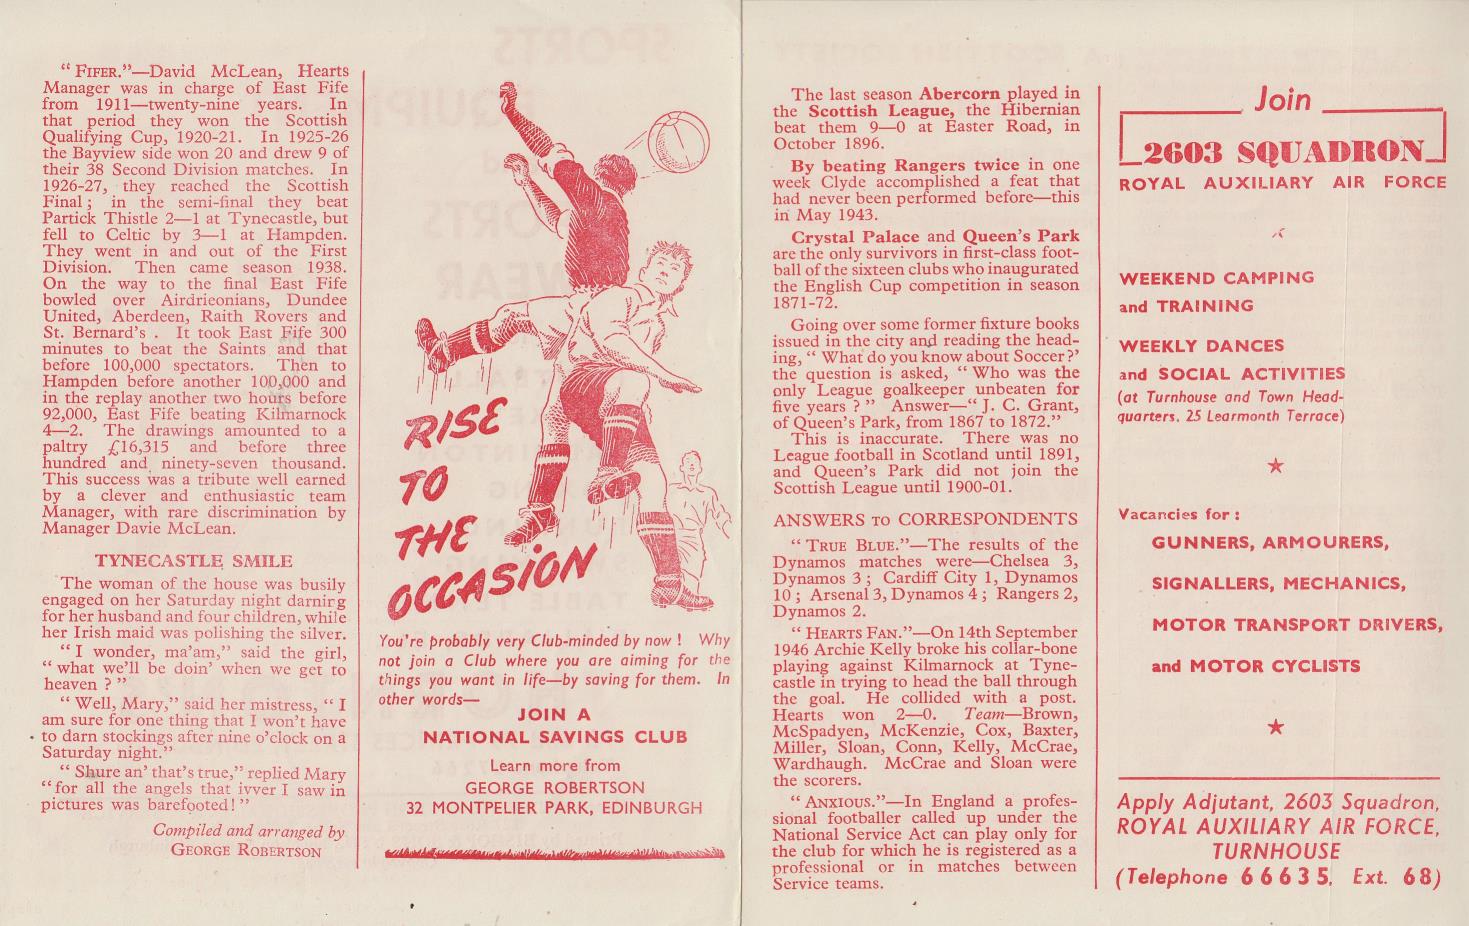 “ FIFER.”—David McLean, Hearts
Manager was in charge of East Fife
from 1911—twenty-nine years. In
that period they won the Scottish
Qualifying Cup, 1920-21. In 1925-26
the Bayview side won 20 and drew 9 of
their 38 Second Division matches. In
1926-27, they reached the Scottish
Final ; in the semi-final they beat
Partick Thistle 2—1 at Tynecastle, but
fell to Celtic by 3—1 at Hampden.
They went in and out of the First
Division. Then came season 1938.
On the way to the final East Fife
bowled over Airdrieonians, Dundee
United, Aberdeen, Raith Rovers and
St. Bernard’s . It took East Fife 300
minutes to beat the Saints and that
before 100,000 spectators. Then to
Hampden before another 100,000 and
in the replay another two hours before
92,000, East Fife beating Kilmarnock
4—2. The drawings amounted to a
paltry £16,315 and before three
hundred and ninety-seven thousand.
This success was a tribute well earned
by a clever and enthusiastic team
Manager, with rare discrimination by
Manager Davie McLean.
TYNECASTLE SMILE
The woman of the house was busily
engaged on her Saturday night darning
for her husband and four children, while
her Irish maid was polishing the silver.
“ I wonder, ma’am,” said the girl,
“ what we’ll be doin’ when we get to
heaven ? ”
“ Well, Mary,” said her mistress, “ I
am sure for one thing that I won’t have
to darn stockings after nine o’clock on a
Saturday night.”
“ Shure an’ that’s true,” replied Mary
“ for all the angels that ivver I saw in
pictures was barefooted ! ”
Compiled and arranged by
GEORGE ROBERTSON
RISE
TO
THE
OCCASION
You’re probably very Club-minded by now ! Why
not join a Club where you are aiming for the
things you want in life—by saving for them. In
other words—
JOIN A
NATIONAL SAVINGS CLUB
Learn more from
GEORGE ROBERTSON
32 MONTPELIER PARK, EDINBURGH
The last season Abercorn played in
the Scottish League, the Hibernian
beat them 9—0 at Easter Road, in
October 1896.
By beating Rangers twice in one
week Clyde accomplished a feat that
had never been performed before—this
in May 1943.
Crystal Palace and Queen’s Park
are the only survivors in first-class foot-
ball of the sixteen clubs who inaugurated
the English Cup competition in season
1871-72.
Going over some former fixture books
issued in the city and reading the head-
ing, “ What do you know about Soccer ?’
the question is asked, “ Who was the
only League goalkeeper unbeaten for
five years ? ” Answer—“ J. C. Grant,
of Queen’s Park, from 1867 to 1872.”
This is inaccurate. There was no
League football in Scotland until 1891,
and Queen’s Park did not join the
Scottish League until 1900-01.
ANSWERS TO CORRESPONDENTS
“ TRUE BLUE.”—The results of the
Dynamos matches were—Chelsea 3,
Dynamos 3 ; Cardiff City 1, Dynamos
10 ; Arsenal 3, Dynamos 4 ; Rangers 2,
Dynamos 2.
“ HEARTS FAN.”—On 14th September
1946 Archie Kelly broke his collar-bone
playing against Kilmarnock at Tyne-
castle in trying to head the ball through
the goal. He collided with a post.
Hearts won 2—0. Team—Brown,
McSpadyen, McKenzie, Cox, Baxter,
Miller, Sloan, Conn, Kelly, McCrae,
Wardhaugh. McCrae and Sloan were
the scorers.
“ ANXIOUS.”—In England a profes-
sional footballer called up under the
National Service Act can play only for
the club for which he is registered as a
professional or in matches between
Service teams.
Join
2603 SQUADRON
ROYAL AUXILIARY AIR FORCE
WEEKEND CAMPING
and TRAINING
WEEKLY DANCES
and SOCIAL ACTIVITIES
(at Turnhouse and Town Head-
quarters, 25 Learmonth Terrace)
Vacancies for :
GUNNERS, ARMOURERS,
SIGNALLERS, MECHANICS,
MOTOR TRANSPORT DRIVERS,
and MOTOR CYCLISTS
Apply Adjutant, 2603 Squadron,
ROYAL AUXILIARY AIR FORCE,
TURNHOUSE
(Telephone 66635, Ext. 68)